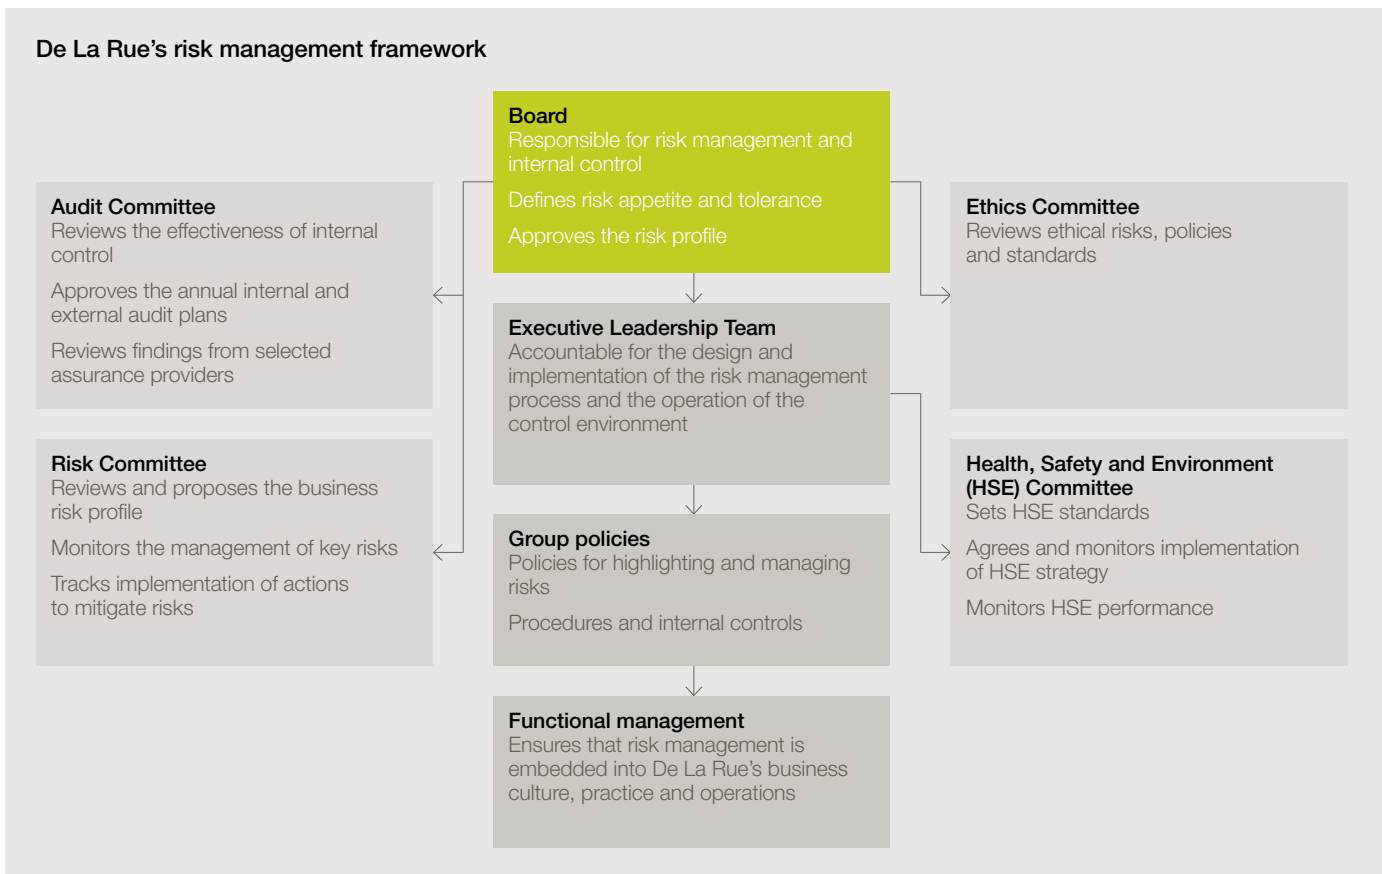 De La Rue’s risk management framework
Board
Responsible for risk management and
internal control
Defines risk appetite and tolerance
Approves the risk profile
Audit Committee
Reviews the effectiveness of internal
control
Approves the annual internal and
external audit plans
Reviews findings from selected
assurance providers
Ethics Committee
Reviews ethical risks, policies
and standards
Executive Leadership Team
Accountable for the design and
implementation of the risk management
process and the operation of the
control environment
Risk Committee
Reviews and proposes the business
risk profile
Monitors the management of key risks
Tracks implementation of actions
to mitigate risks
Health, Safety and Environment
(HSE) Committee
Sets HSE standards
Agrees and monitors implementation
of HSE strategy
Monitors HSE performance
Group policies
Policies for highlighting and managing
risks
Procedures and internal controls
Functional management
Ensures that risk management is
embedded into De La Rue’s business
culture, practice and operations